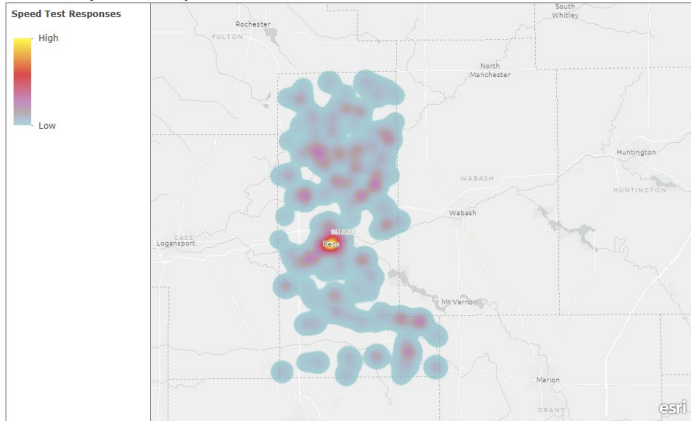 Speed Test Responses
High
Low
Rochester
FULTON
South
Whitley
North
Manchester
Huntington
WABASH
HUNTINGTON
Wabash
CASS
Logansport
Mt Vernon
Marion
GRANT
esri